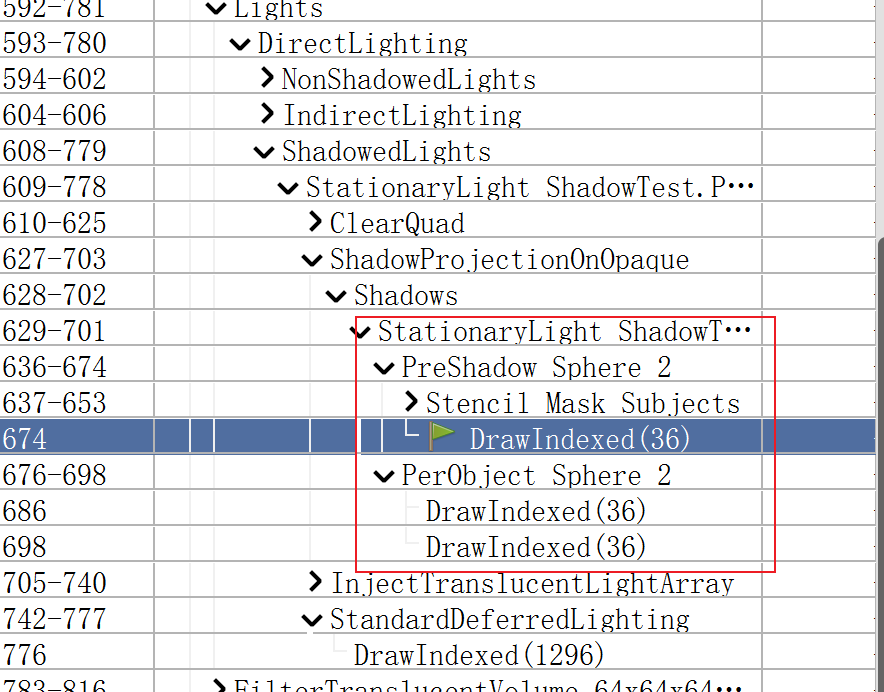 592-781 Lights
593-780 DirectLighting
594-602 NonShadowedLights
604-606 IndirectLighting
608-779 ShadowedLights
609-778 StationaryLight ShadowTest.P···
610-625 ClearQuad
627-703 ShadowProjectionOnOpaque
628-702 Shadows
629-701 StationaryLight ShadowT···
636-674 PreShadow Sphere 2
637-653 Stencil Mask Subjects
674 DrawIndexed(36)
676-698 PerObject Sphere 2
686 DrawIndexed(36)
698 DrawIndexed(36)
705-740 InjectTranslucentLightArray
742-777 StandardDeferredLighting
776 DrawIndexed(1296)
783-816 FilterTranslucentVolume 64x64x64···